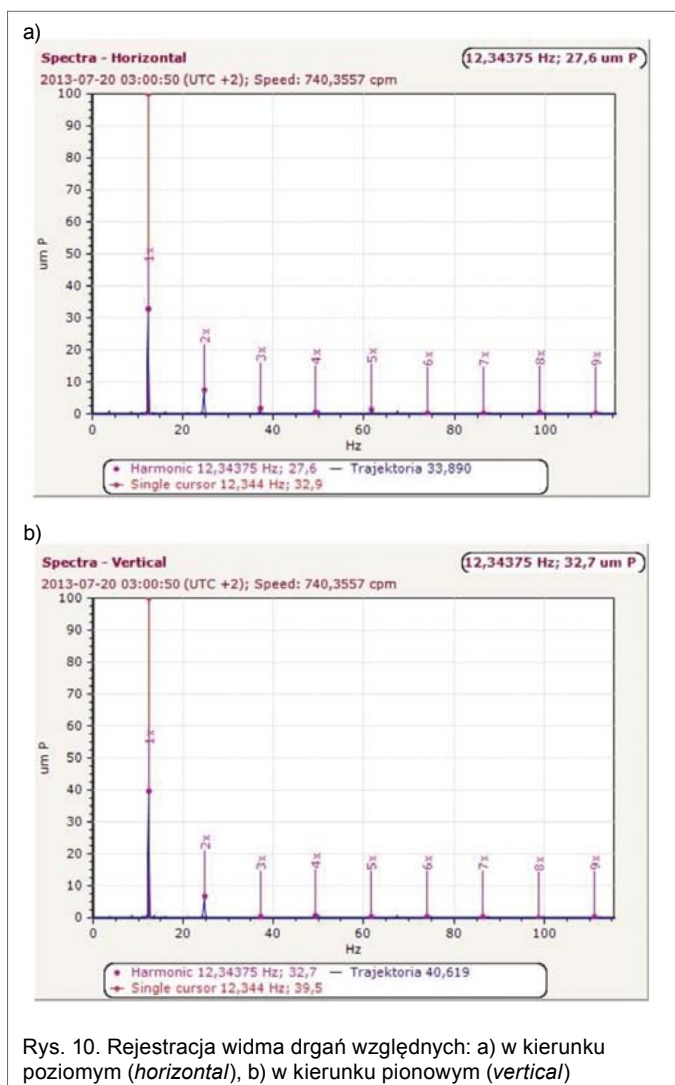 a)
Spectra - Horizontal
12,34375 Hz; 27,6 um P
2013-07-20 03:00:50 (UTC +2); Speed: 740,3557 cpm
100
90
80
70
60
50
40
30
20
10
0
um P
1x
2x
3x
4x
5x
6x
7x
8x
9x
0 20 40 60 80 100
Hz
Harmonic 12,34375 Hz; 27,6 — Trajektoria 33,890
Single cursor 12,344 Hz; 32,9
b)
Spectra - Vertical
12,34375 Hz; 32,7 um P
2013-07-20 03:00:50 (UTC +2); Speed: 740,3557 cpm
100
90
80
70
60
50
40
30
20
10
0
um P
1x
2x
3x
4x
5x
6x
7x
8x
9x
0 20 40 60 80 100
Hz
Harmonic 12,34375 Hz; 32,7 — Trajektoria 40,619
Single cursor 12,344 Hz; 39,5
Rys. 10. Rejestracja widma drgań względnych: a) w kierunku
poziomym (horizontal), b) w kierunku pionowym (vertical)